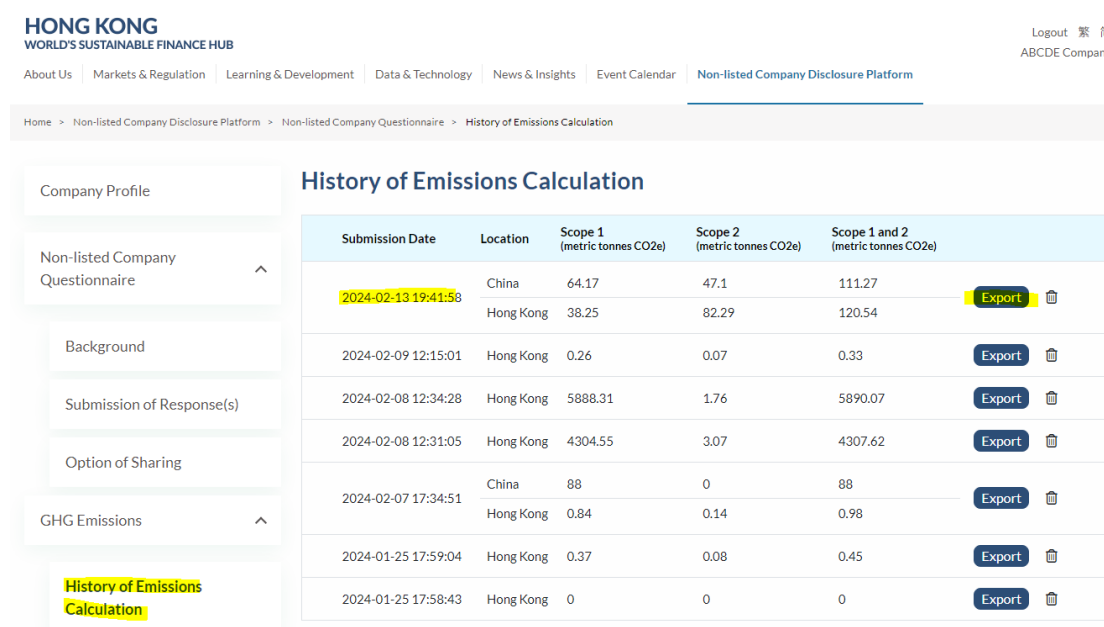 HONG KONG
WORLD'S SUSTAINABLE FINANCE HUB
Logout 繁
ABCDE
About Us Markets & Regulation Learning & Development Data & Technology News & Insights Event Calendar Non-listed Company Disclosure Platform
Home > Non-listed Company Disclosure Platform > Non-listed Company Questionnaire > History of Emissions Calculation
Company Profile
Non-listed Company
Questionnaire
Background
Submission of Response(s)
Option of Sharing
GHG Emissions
History of Emissions
Calculation
History of Emissions Calculation
Submission Date Location Scope 1 (metric tonnes CO2e) Scope 2 (metric tonnes CO2e) Scope 1 and 2 (metric tonnes CO2e)
2024-02-13 19:41:58 Export
China 64.17 47.1 111.27
Hong Kong 38.25 82.29 120.54
2024-02-09 12:15:01 Hong Kong 0.26 0.07 0.33 Export
2024-02-08 12:34:28 Hong Kong 5888.31 1.76 5890.07 Export
2024-02-08 12:31:05 Hong Kong 4304.55 3.07 4307.62 Export
2024-02-07 17:34:51 Export
China 88 0 88
Hong Kong 0.84 0.14 0.98
2024-01-25 17:59:04 Hong Kong 0.37 0.08 0.45 Export
2024-01-25 17:58:43 Hong Kong 0 0 0 Export